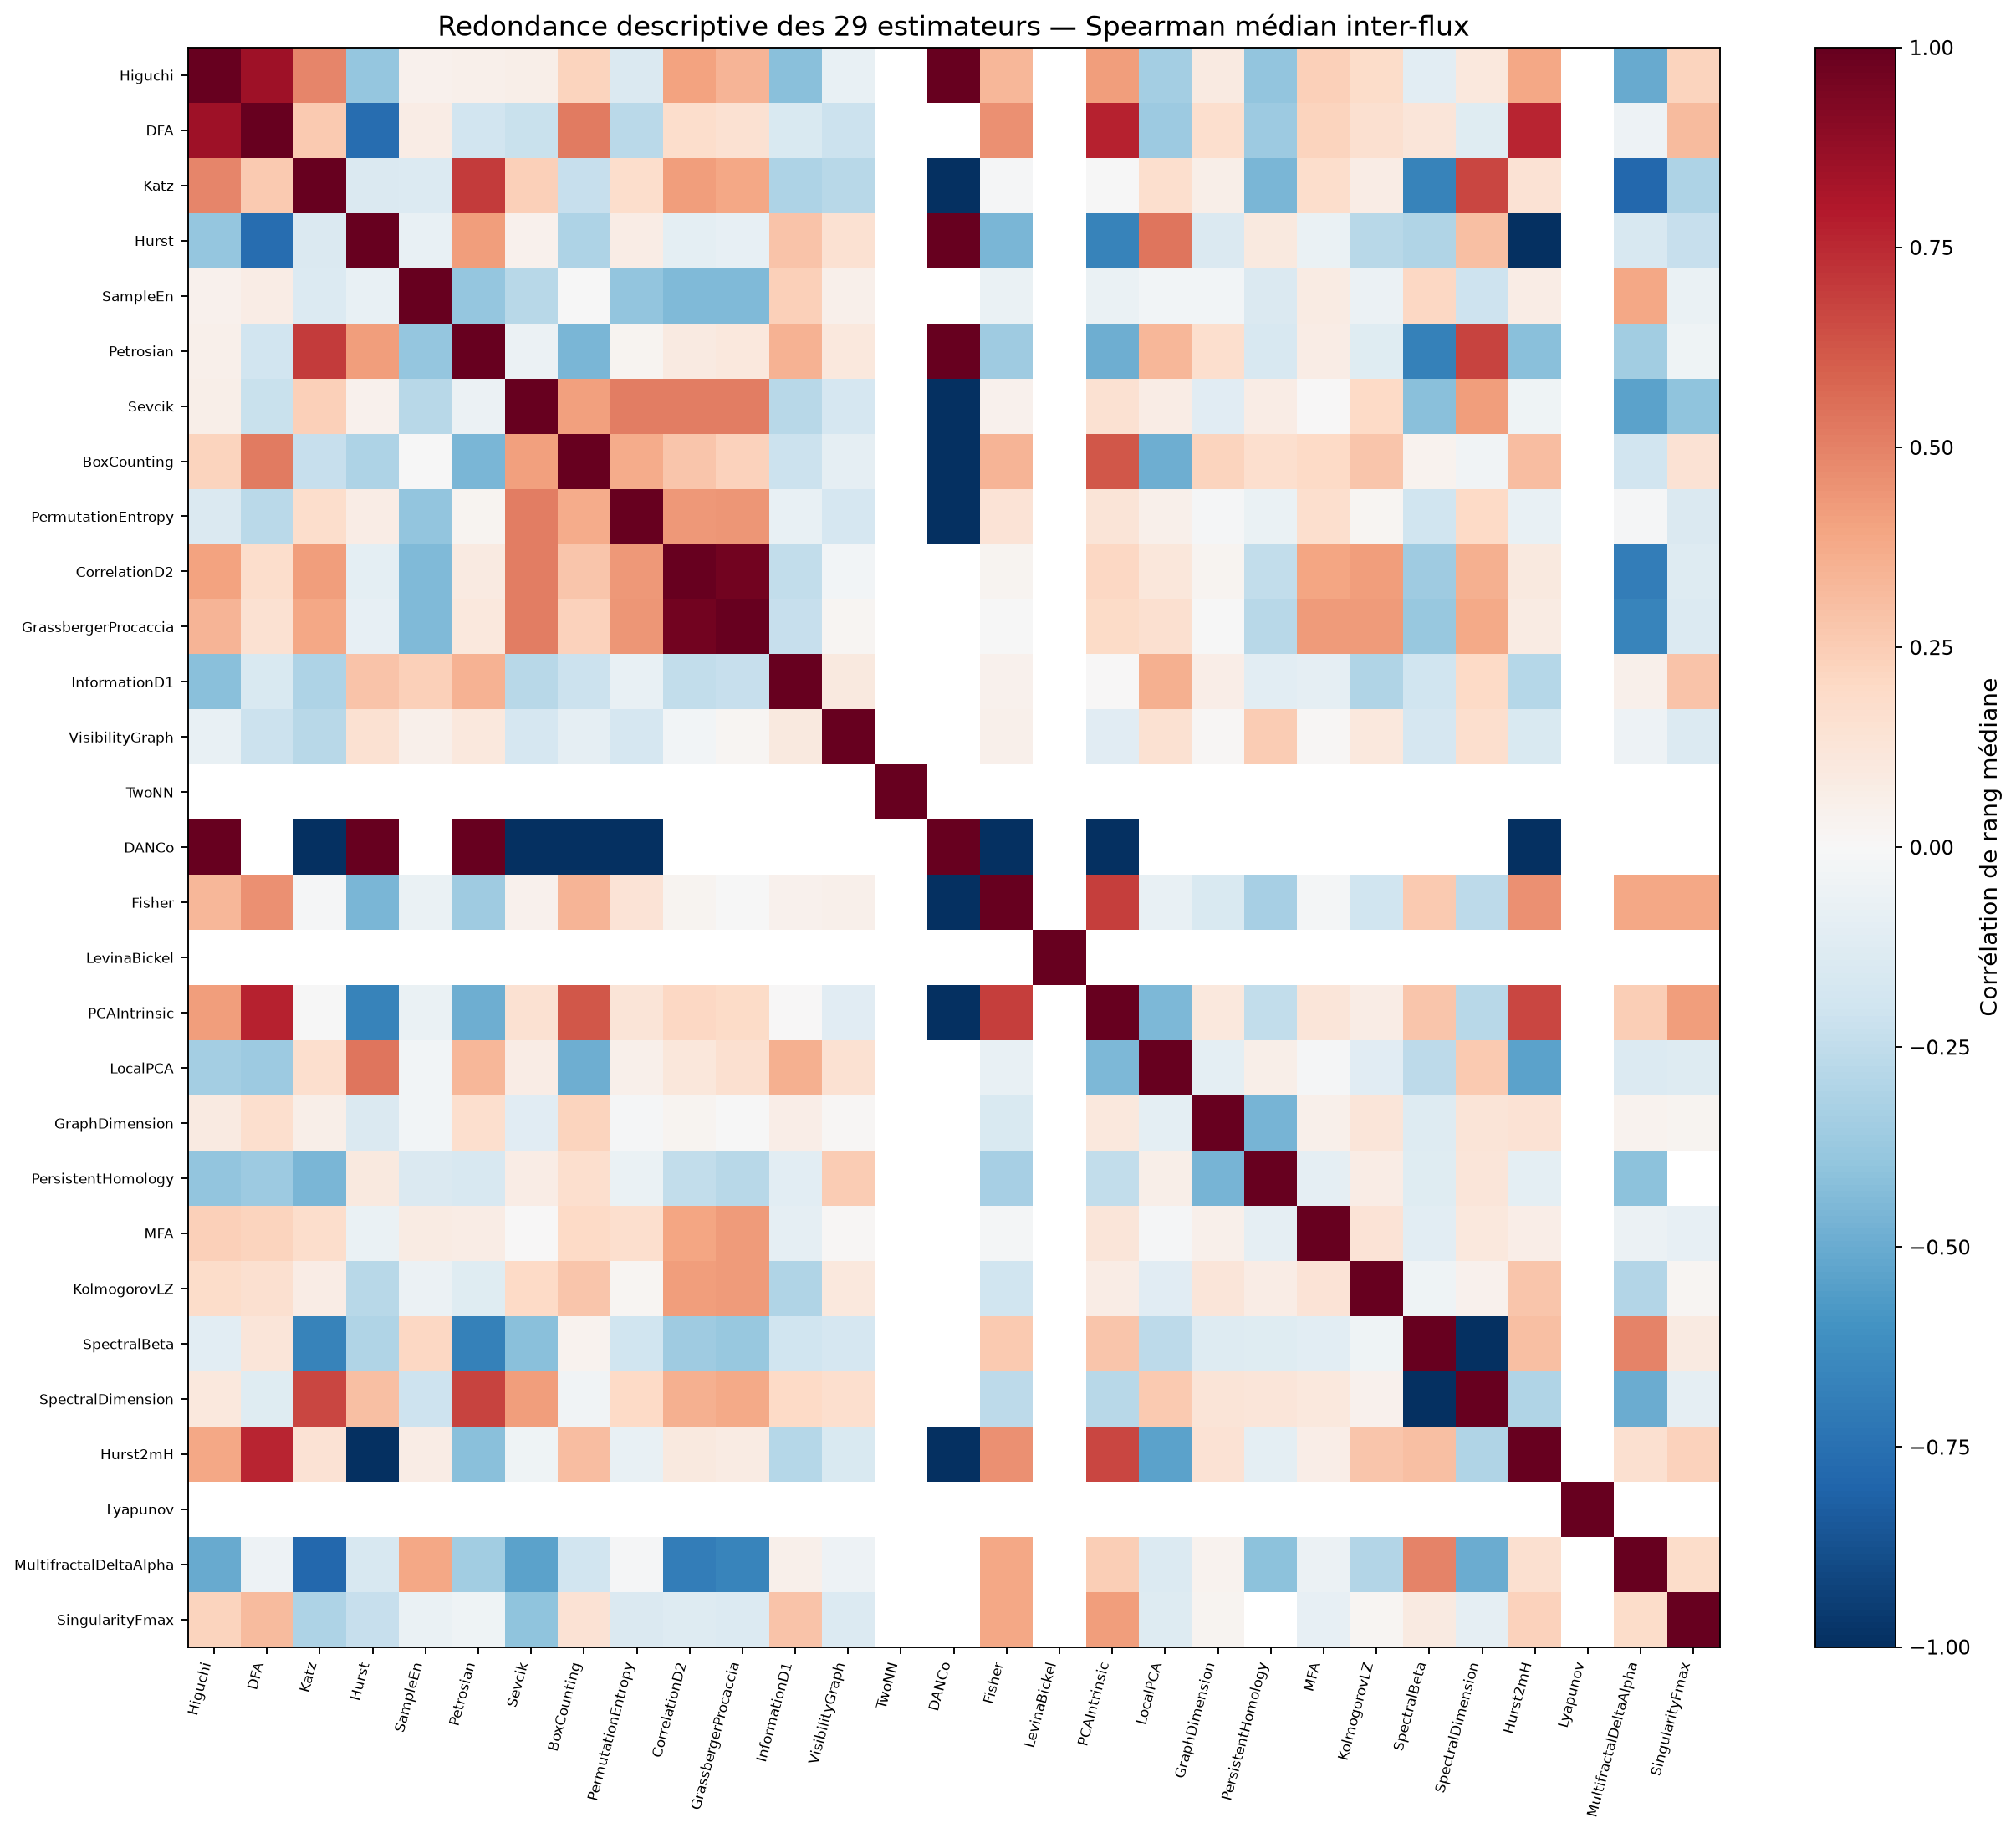 Redondance descriptive des 29 estimateurs — Spearman médian inter-flux
Higuchi
DFA
Katz
Hurst
SampleEn
Petrosian
Sevcik
BoxCounting
PermutationEntropy
CorrelationD2
GrassbergerProcaccia
InformationD1
VisibilityGraph
TwoNN
DANCo
Fisher
LevinaBickel
PCAIntrinsic
LocalPCA
GraphDimension
PersistentHomology
MFA
KolmogorovLZ
SpectralBeta
SpectralDimension
Hurst2mH
Lyapunov
MultifractalDeltaAlpha
SingularityFmax
Higuchi
DFA
Katz
Hurst
SampleEn
Petrosian
Sevcik
BoxCounting
PermutationEntropy
CorrelationD2
GrassbergerProcaccia
InformationD1
VisibilityGraph
TwoNN
DANCo
Fisher
LevinaBickel
PCAIntrinsic
LocalPCA
GraphDimension
PersistentHomology
MFA
KolmogorovLZ
SpectralBeta
SpectralDimension
Hurst2mH
Lyapunov
MultifractalDeltaAlpha
SingularityFmax
1.00
0.75
0.50
0.25
0.00
−0.25
−0.50
−0.75
−1.00
Corrélation de rang médiane